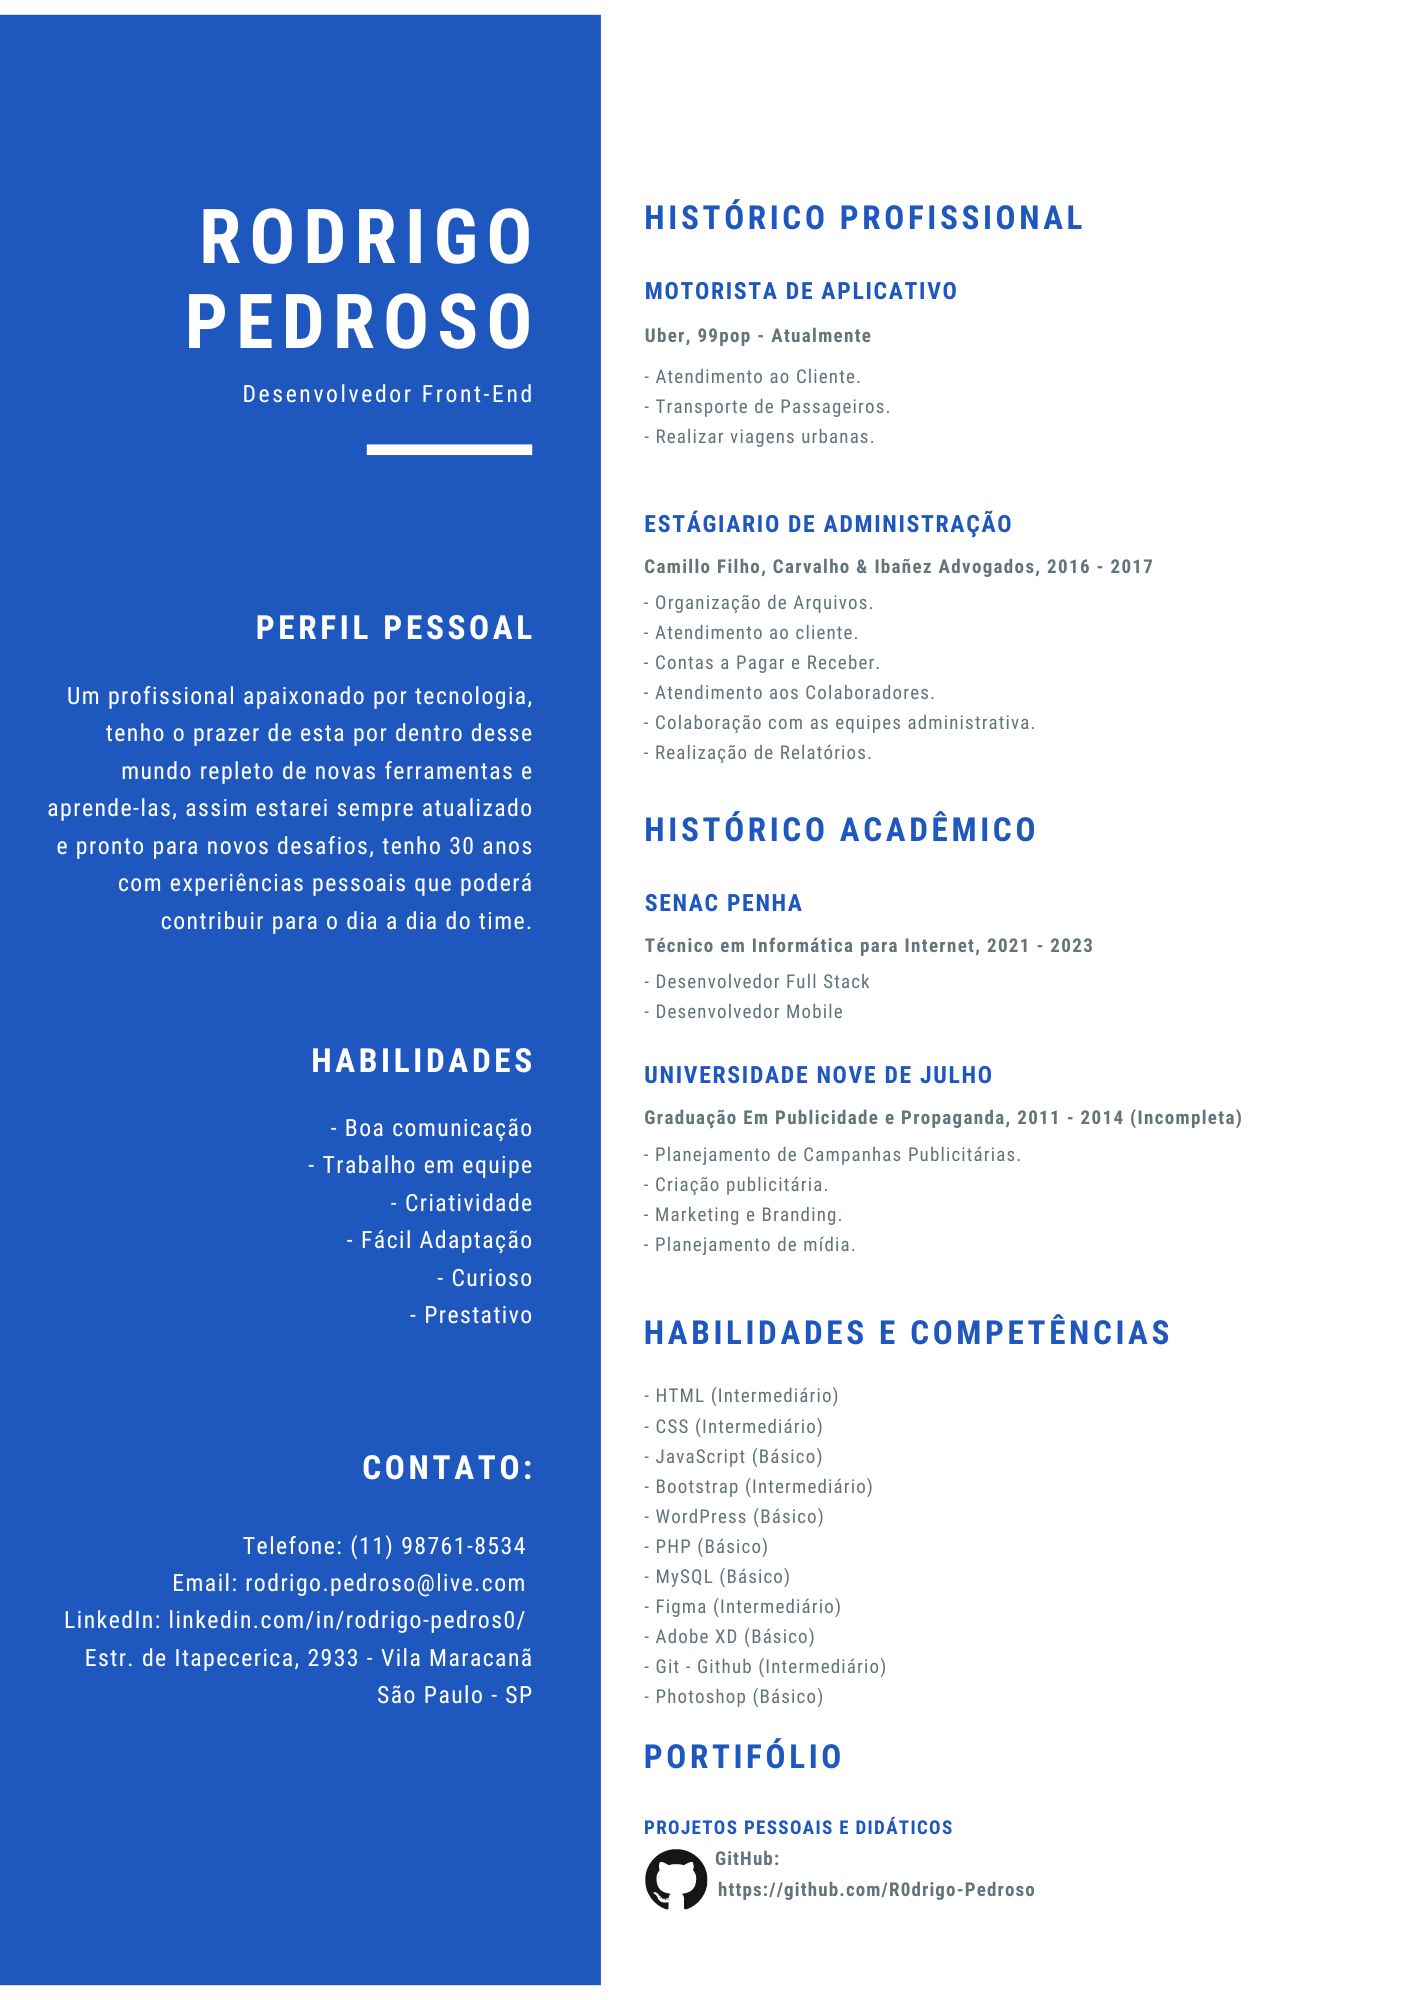 RODRIGO
PEDROSO
Desenvolvedor Front-End
PERFIL PESSOAL
Um profissional apaixonado por tecnologia,
tenho o prazer de esta por dentro desse
mundo repleto de novas ferramentas e
aprende-las, assim estarei sempre atualizado
e pronto para novos desafios, tenho 30 anos
com experiências pessoais que poderá
contribuir para o dia a dia do time.
HABILIDADES
- Boa comunicação
- Trabalho em equipe
- Criatividade
- Fácil Adaptação
- Curioso
- Prestativo
CONTATO:
Telefone: (11) 98761-8534
Email: rodrigo.pedroso@live.com
LinkedIn: linkedin.com/in/rodrigo-pedros0/
Estr. de Itapecerica, 2933 - Vila Maracanã
São Paulo - SP
HISTÓRICO PROFISSIONAL
MOTORISTA DE APLICATIVO
Uber, 99pop - Atualmente
- Atendimento ao Cliente.
- Transporte de Passageiros.
- Realizar viagens urbanas.
ESTÁGIARIO DE ADMINISTRAÇÃO
Camillo Filho, Carvalho & Ibañez Advogados, 2016 - 2017
- Organização de Arquivos.
- Atendimento ao cliente.
- Contas a Pagar e Receber.
- Atendimento aos Colaboradores.
- Colaboração com as equipes administrativa.
- Realização de Relatórios.
HISTÓRICO ACADÊMICO
SENAC PENHA
Técnico em Informática para Internet, 2021 - 2023
- Desenvolvedor Full Stack
- Desenvolvedor Mobile
UNIVERSIDADE NOVE DE JULHO
Graduação Em Publicidade e Propaganda, 2011 - 2014 (Incompleta)
- Planejamento de Campanhas Publicitárias.
- Criação publicitária.
- Marketing e Branding.
- Planejamento de mídia.
HABILIDADES E COMPETÊNCIAS
- HTML (Intermediário)
- CSS (Intermediário)
- JavaScript (Básico)
- Bootstrap (Intermediário)
- WordPress (Básico)
- PHP (Básico)
- MySQL (Básico)
- Figma (Intermediário)
- Adobe XD (Básico)
- Git - Github (Intermediário)
- Photoshop (Básico)
PORTIFÓLIO
PROJETOS PESSOAIS E DIDÁTICOS
GitHub:
https://github.com/R0drigo-Pedroso